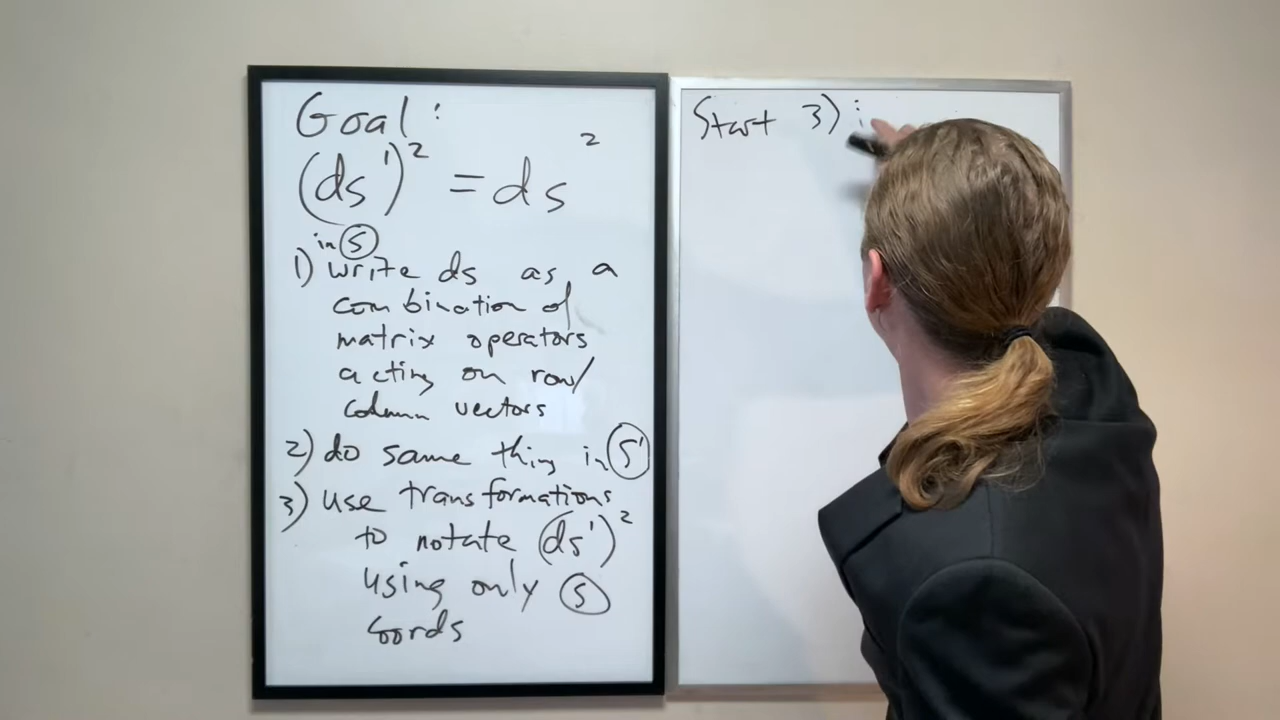 Goal:
(ds')² = ds²
in Ⓢ
1) write ds as a
combination of
matrix operators
acting on row/
column vectors
2) do same thing in Ⓢ'
3) use transformations
to notate (ds')²
using only Ⓢ
coords
Start 3) :